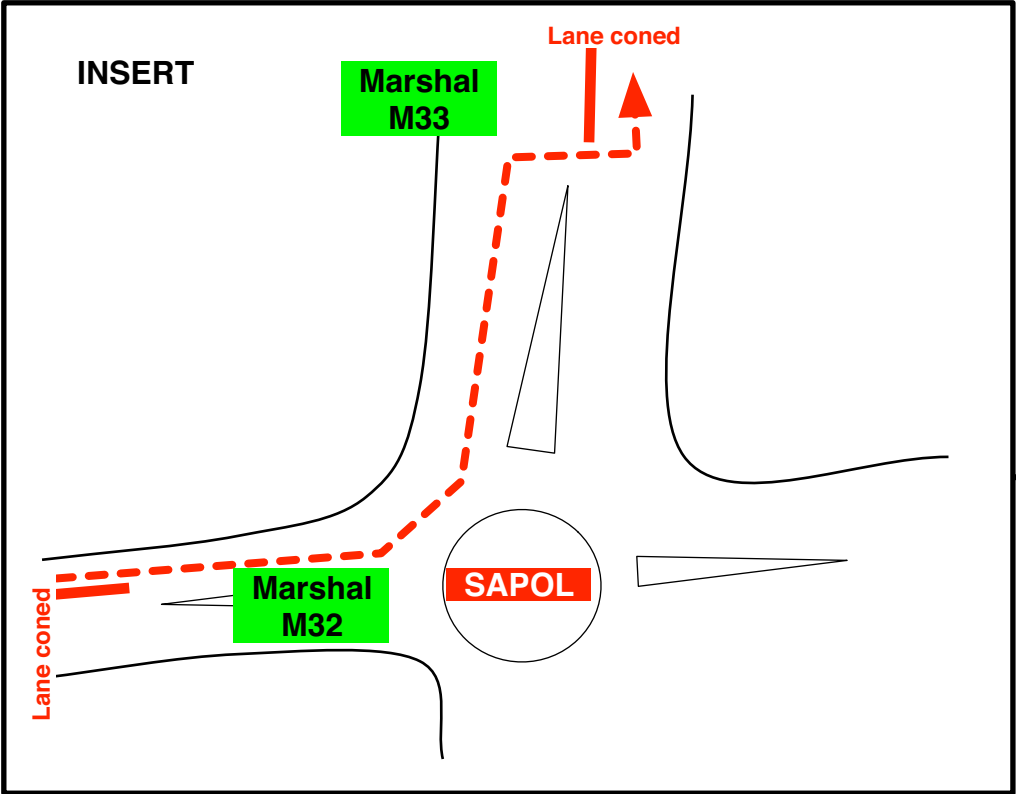 Lane coned
INSERT
Marshal
M33
SAPOL
Marshal
M32
Lane coned